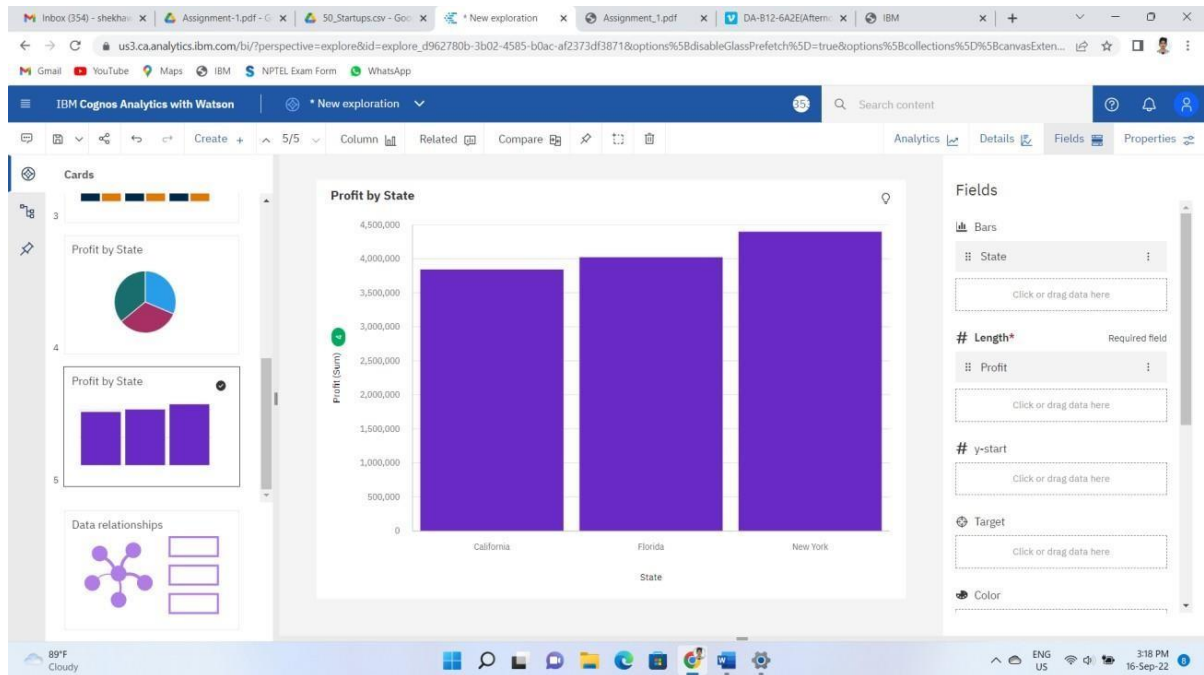 Inbox (354) - shekhav
Assignment-1.pdf - G
50_Startups.csv - Goo
* New exploration
Assignment_1.pdf
DA-B12-6A2E(Aftern
IBM
us3.ca.analytics.ibm.com/bi/?perspective=explore&id=explore_d962780b-3b02-4585-b0ac-af2373df3871&options%5BdisableGlassPrefetch%5D=true&options%5Bcollections%5D%5BcanvasExten...
Gmail YouTube Maps IBM NPTEL Exam Form WhatsApp
IBM Cognos Analytics with Watson
* New exploration
Search content
Create + 5/5 Column Related Compare
Analytics Details Fields Properties
Cards
3
Profit by State
4
Profit by State
5
Data relationships
Profit by State
4,500,000
4,000,000
3,500,000
3,000,000
2,500,000
2,000,000
1,500,000
1,000,000
500,000
0
Profit (Sum)
California Florida New York
State
Fields
Bars
State
Click or drag data here
# Length* Required field
Profit
Click or drag data here
# y-start
Click or drag data here
Target
Click or drag data here
Color
89°F
Cloudy
ENG
US
3:18 PM
16-Sep-22
8